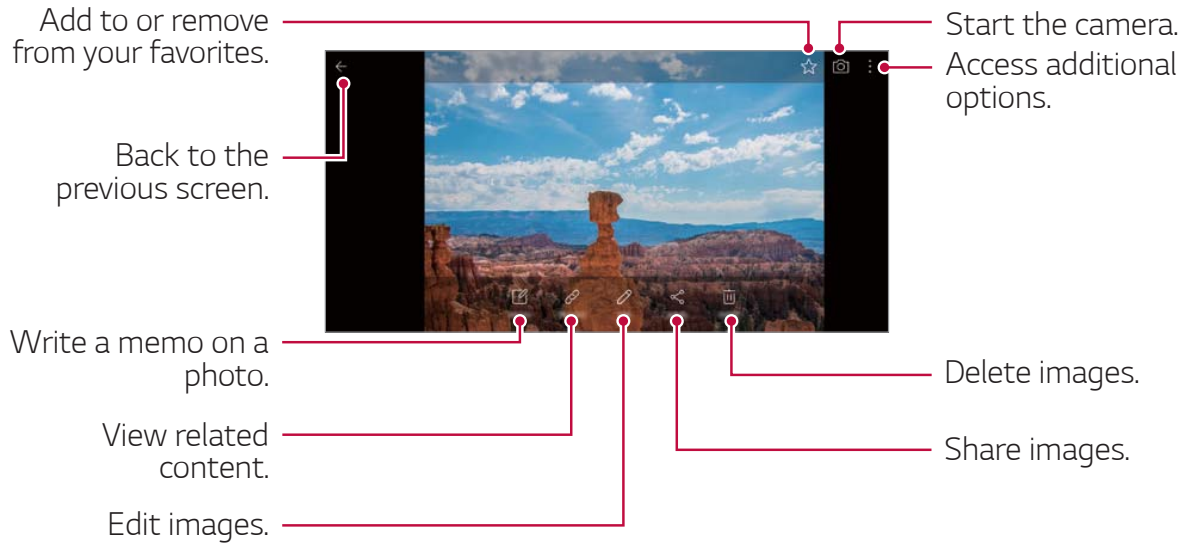 Add to or remove
from your favorites.
Back to the
previous screen.
Write a memo on a
photo.
View related
content.
Edit images.
Start the camera.
Access additional
options.
Delete images.
Share images.